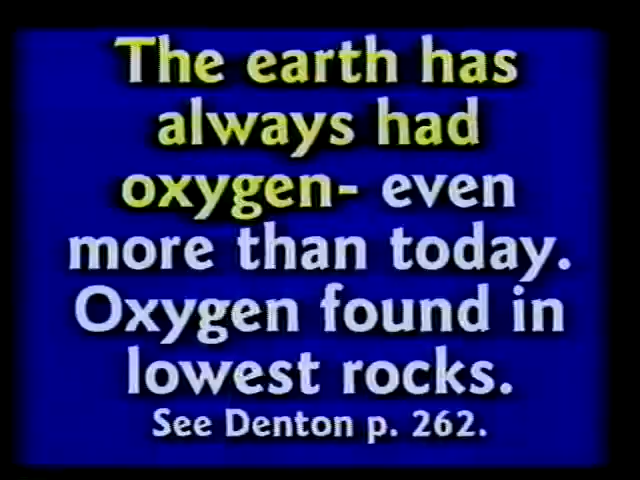 The earth has
always had
oxygen- even
more than today.
Oxygen found in
lowest rocks.
See Denton p. 262.